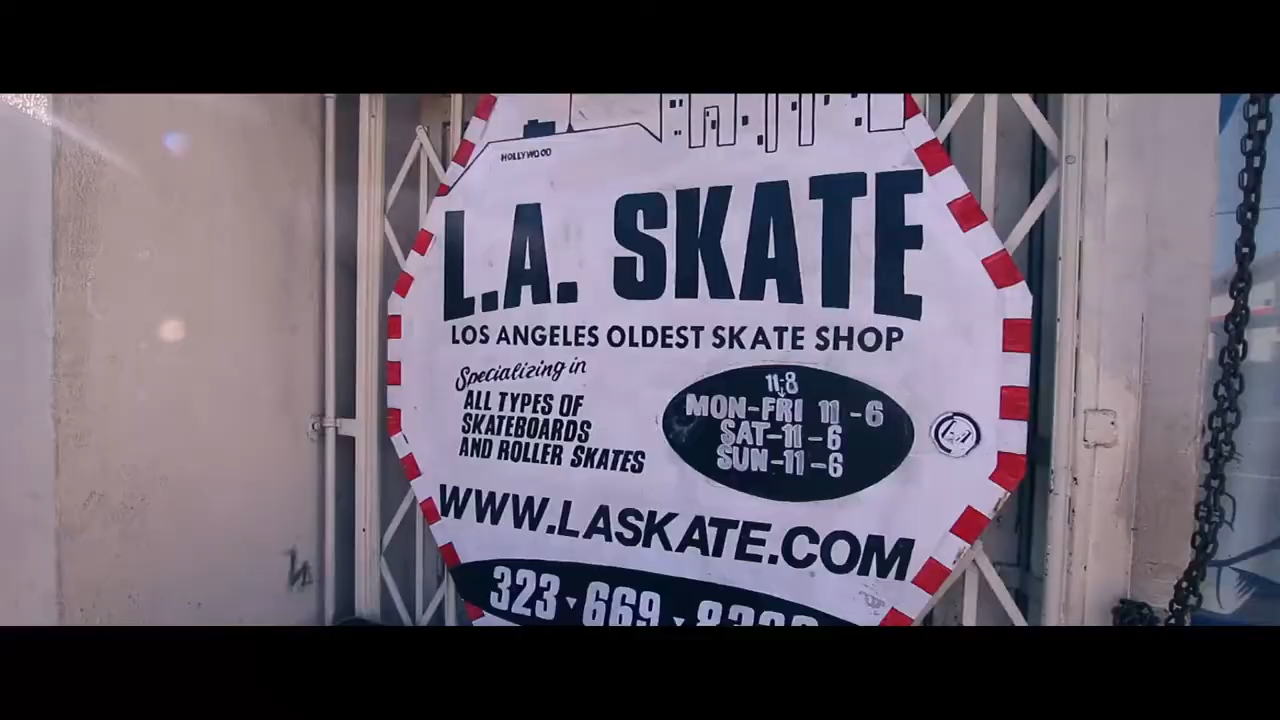 HOLLYWOOD
L.A. SKATE
LOS ANGELES OLDEST SKATE SHOP
Specializing in
ALL TYPES OF
SKATEBOARDS
AND ROLLER SKATES
11-8
MON-FRI 11-6
SAT-11-6
SUN-11-6
LA
WWW.LASKATE.COM
323 669